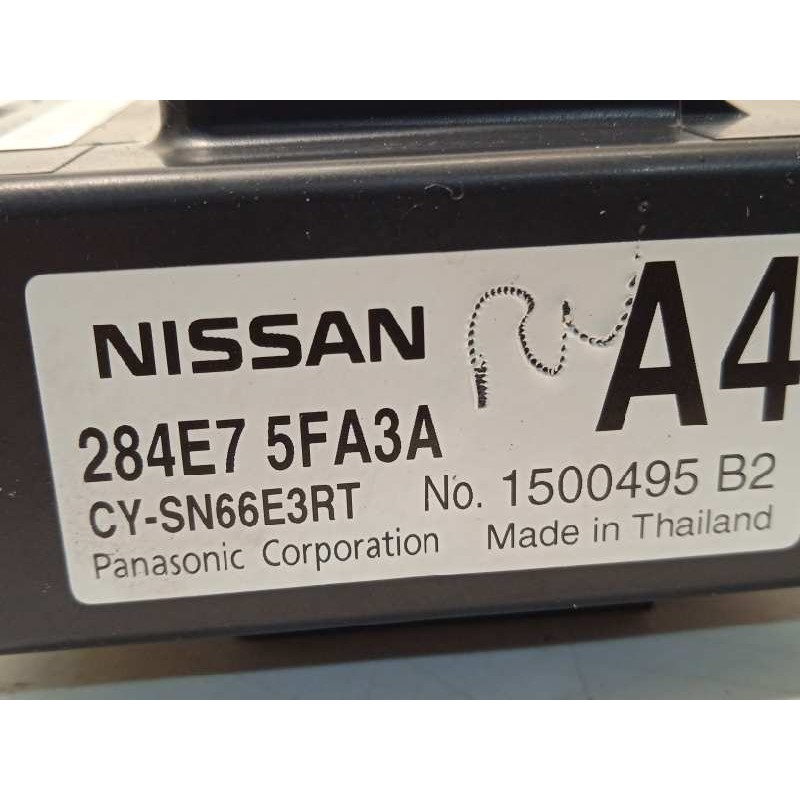 NISSAN
A4
284E7 5FA3A
CY-SN66E3RT No. 1500495 B2
Panasonic Corporation Made in Thailand